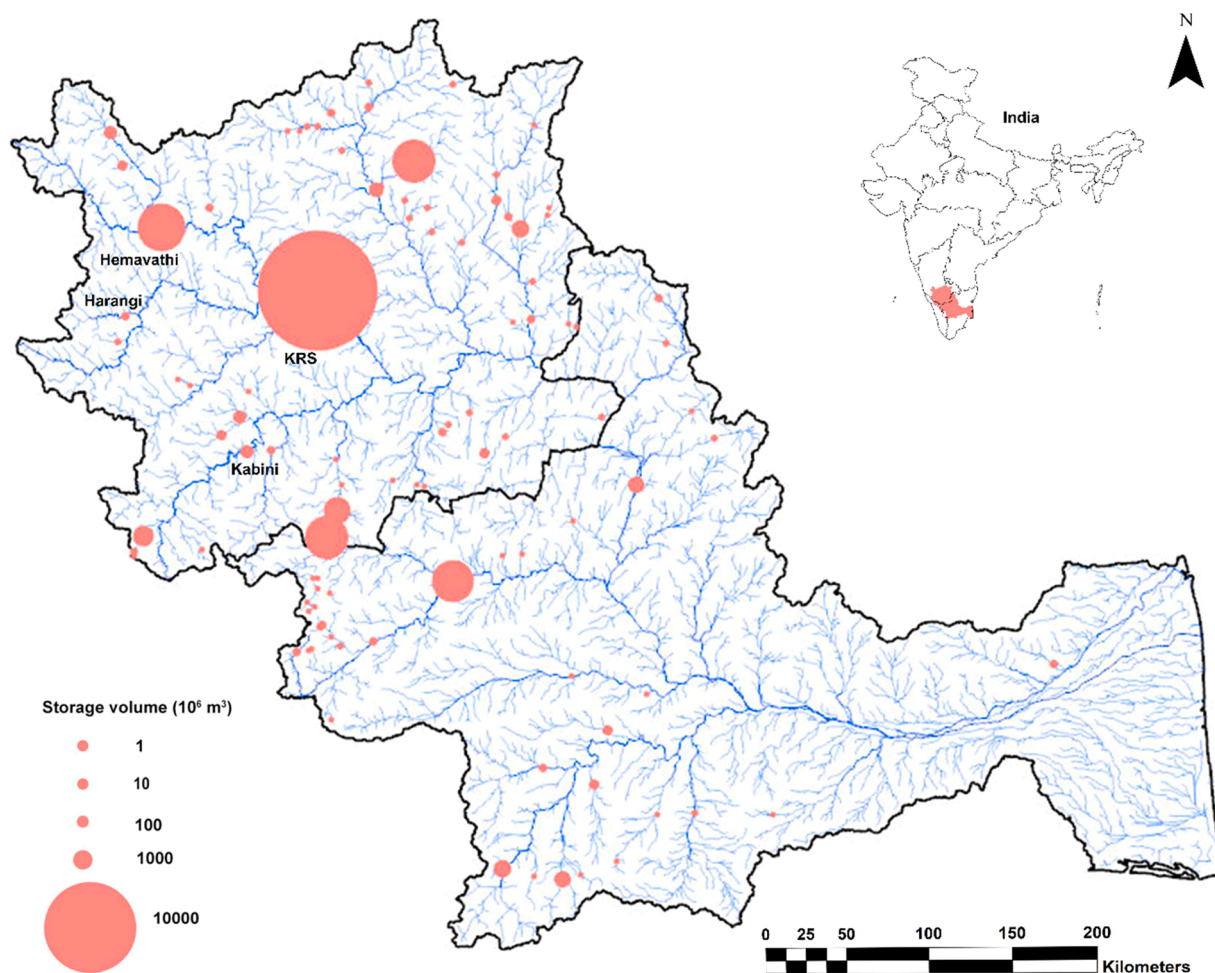 N
India
Hemavathi
Harangi
KRS
Kabini
Storage volume (10⁶ m³)
1
10
100
1000
10000
0 25 50 100 150 200
Kilometers